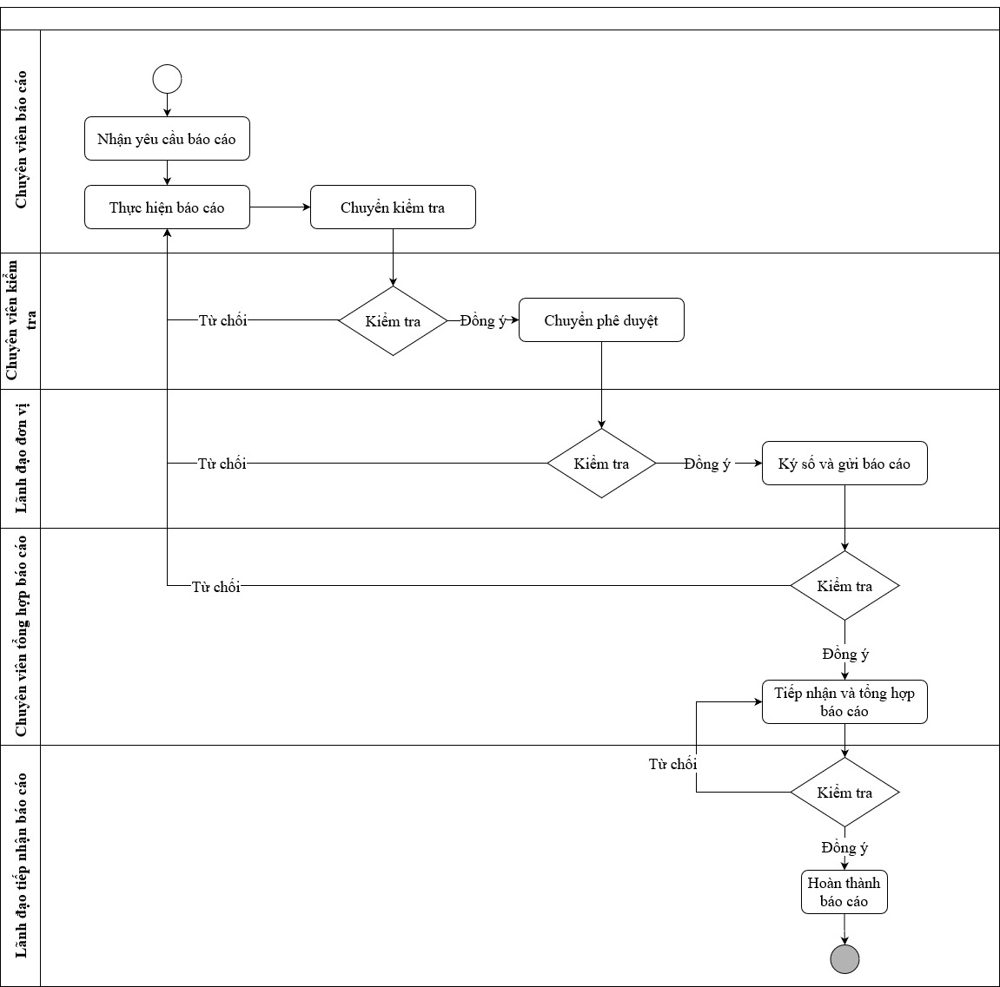 Chuyên viên báo cáo
Nhận yêu cầu báo cáo
Thực hiện báo cáo
Chuyển kiểm tra
Chuyên viên kiểm
tra
Từ chối
Kiểm tra
Đồng ý
Chuyển phê duyệt
Lãnh đạo đơn vị
Từ chối
Kiểm tra
Đồng ý
Ký số và gửi báo cáo
Chuyên viên tổng hợp báo cáo
Từ chối
Kiểm tra
Đồng ý
Tiếp nhận và tổng hợp
báo cáo
Lãnh đạo tiếp nhận báo cáo
Từ chối
Kiểm tra
Đồng ý
Hoàn thành
báo cáo